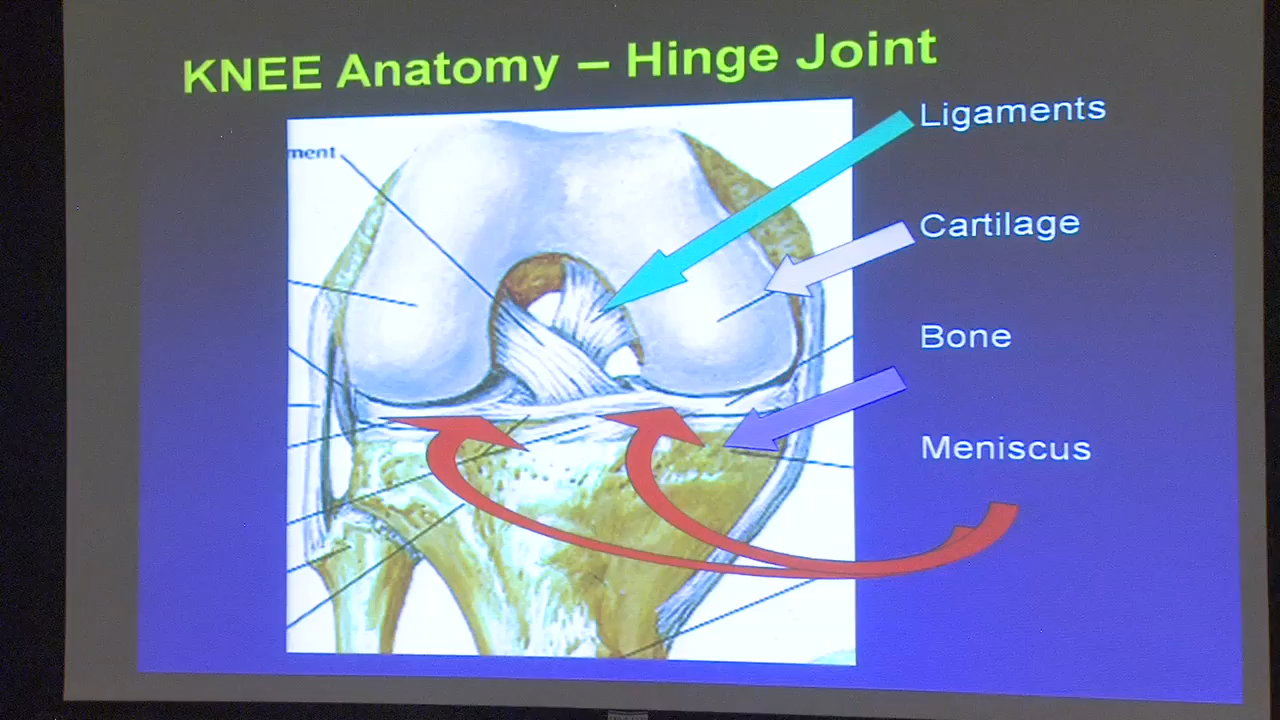 KNEE Anatomy – Hinge Joint
ment
Ligaments
Cartilage
Bone
Meniscus